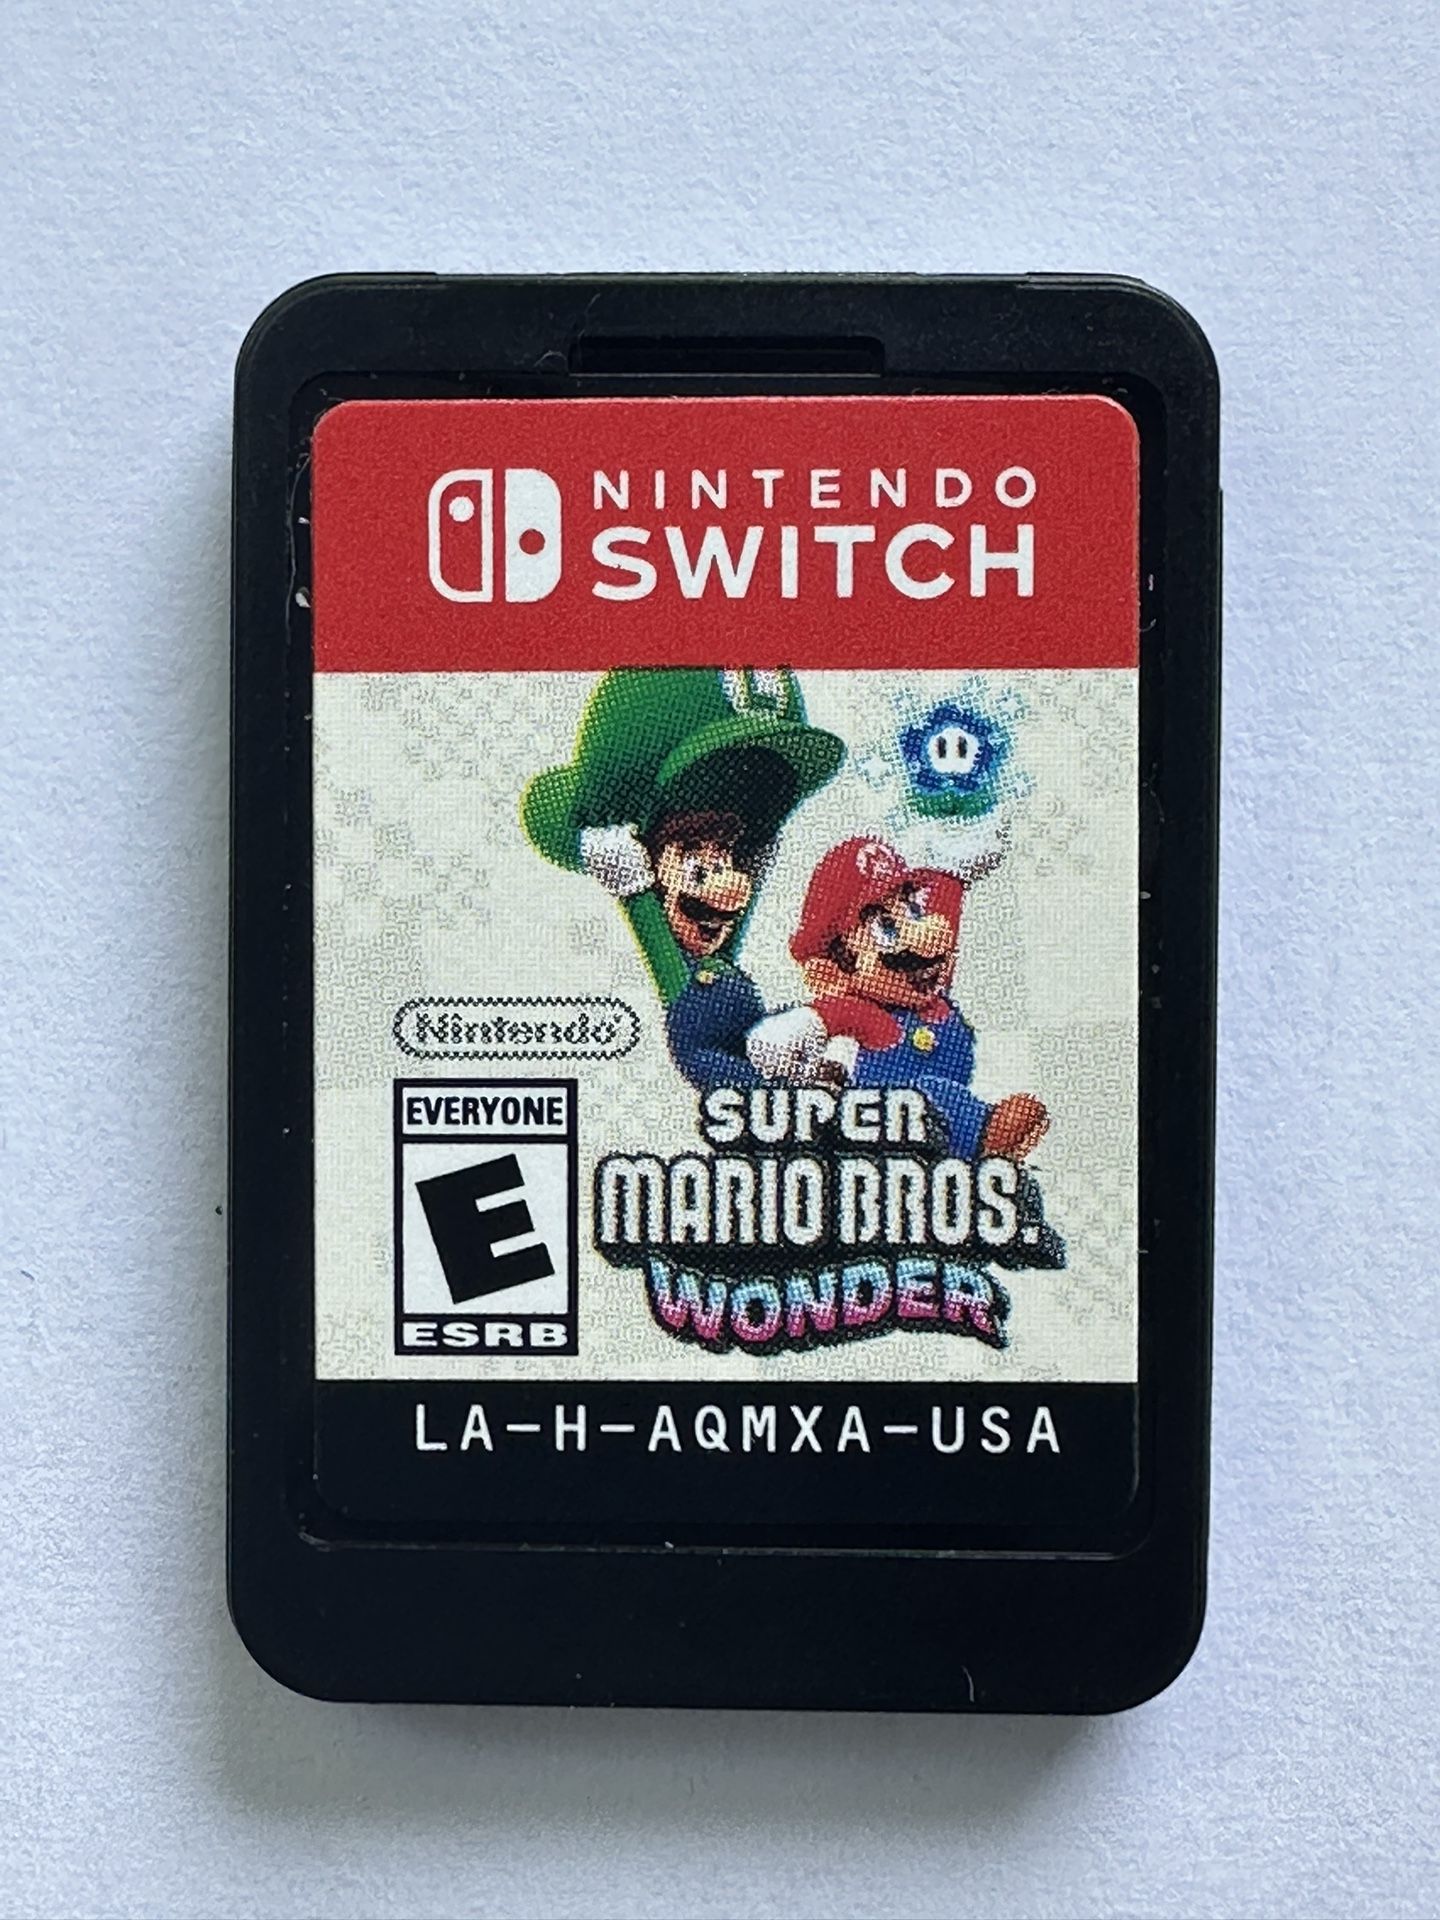 NINTENDO
SWITCH
L
M
Nintendo
EVERYONE
E
ESRB
SUPER
MARIO BROS.
WONDER
LA-H-AQMXA-USA